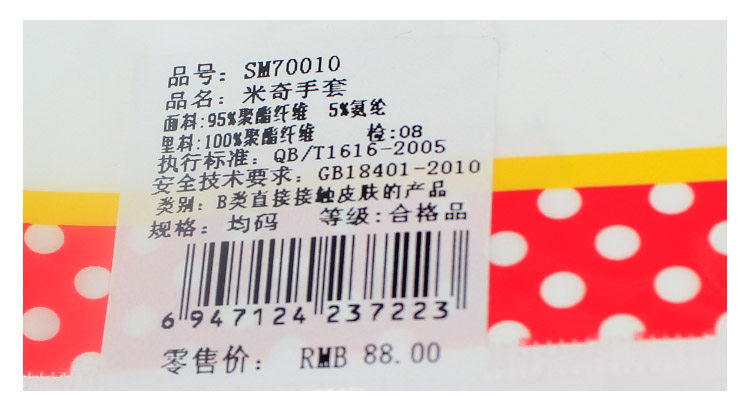 品号: SM70010
品名: 米奇手套
面料:95%聚酯纤维 5%氨纶
里料:100%聚酯纤维 检:08
执行标准: QB/T1616-2005
安全技术要求: GB18401-2010
类别: B类直接接触皮肤的产品
规格: 均码 等级:合格品
6 947124 237223
零售价: RMB 88.00